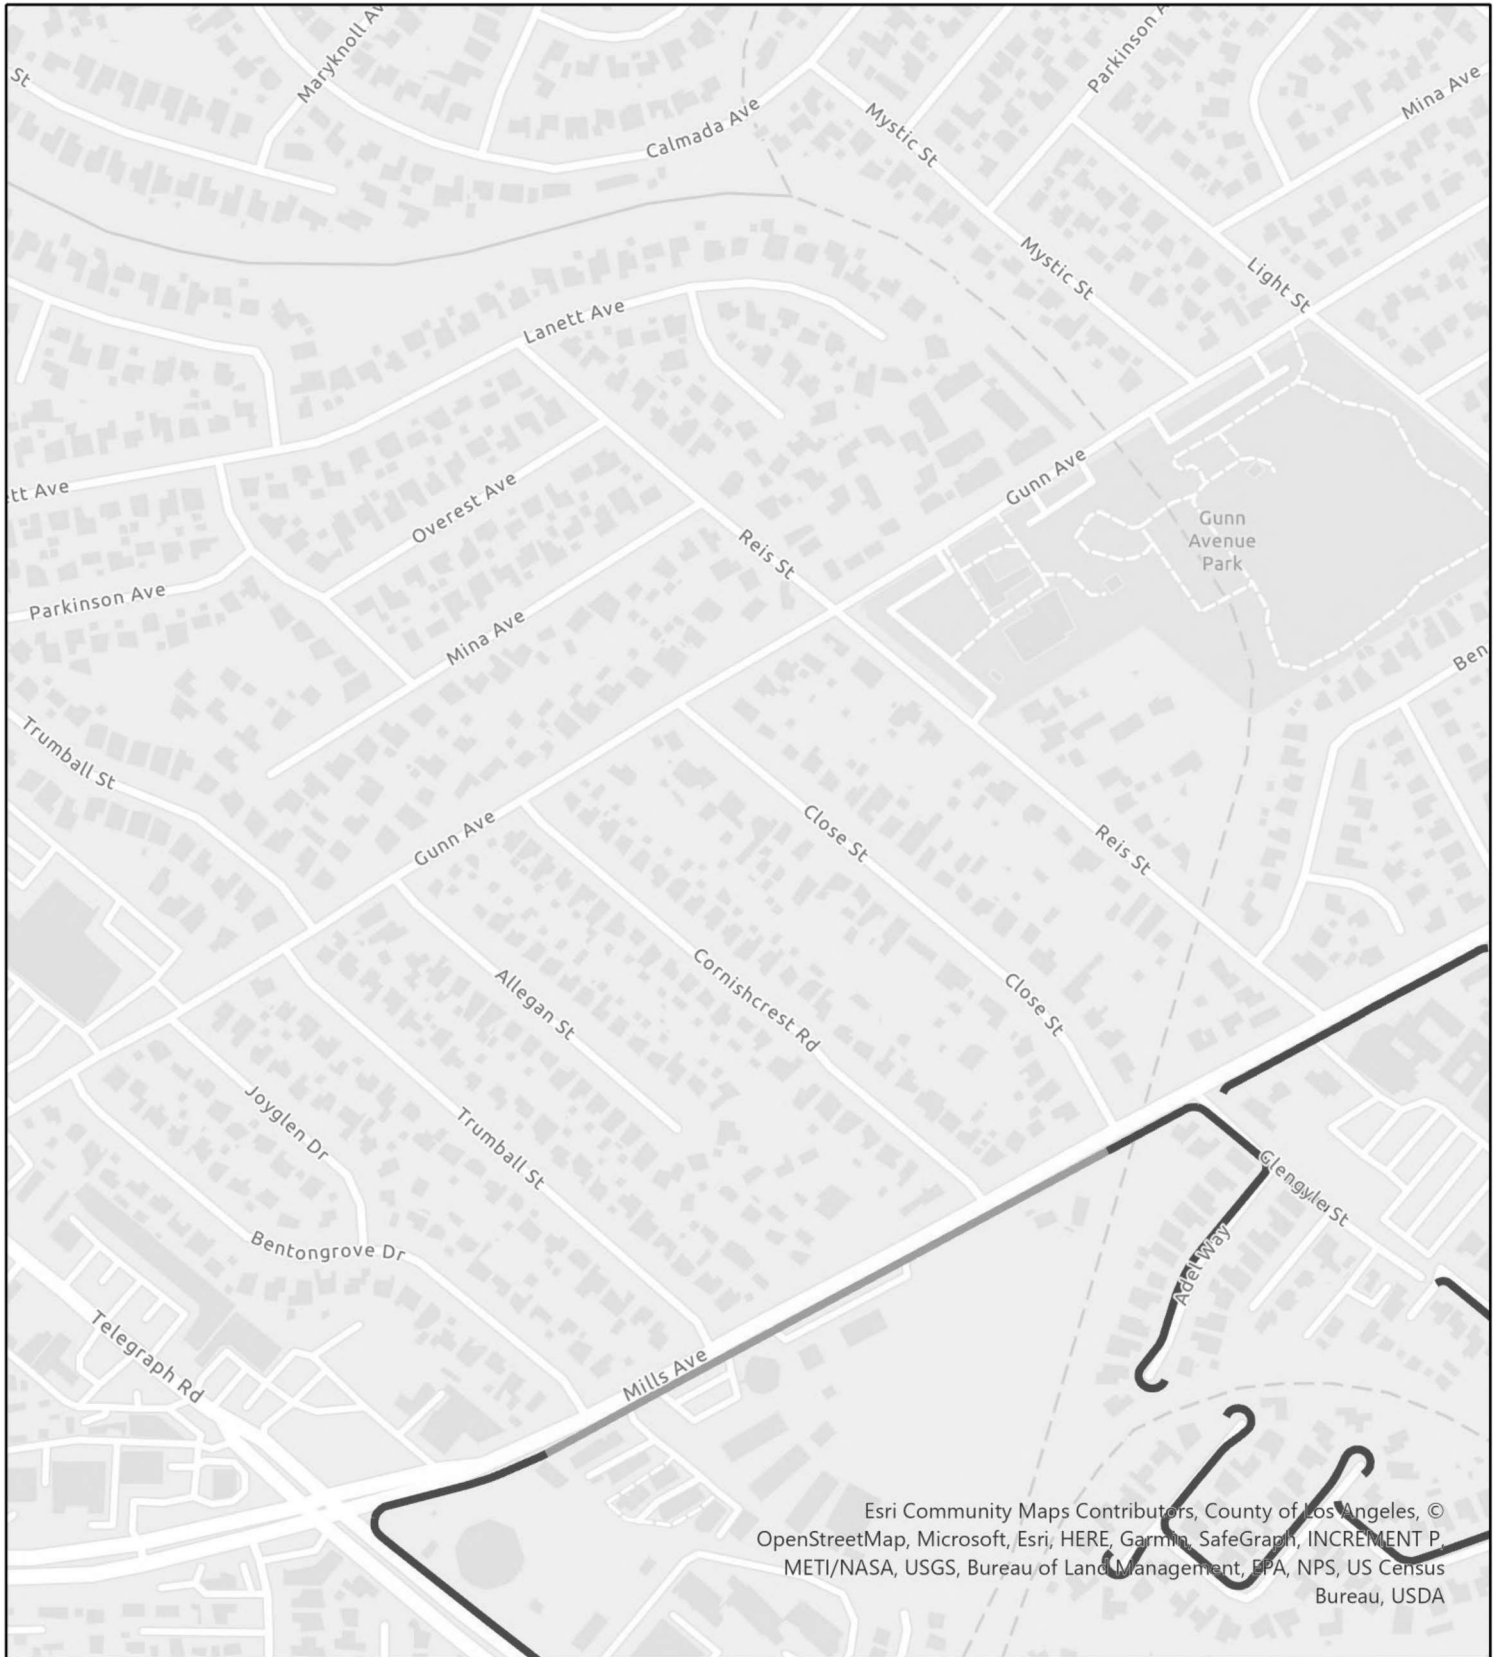 Maryknoll Av
St
Parkinson A
Mina Ave
Calmada Ave
Mystic St
Mystic St
Light St
Lanett Ave
Gunn Ave
tt Ave
Overest Ave
Gunn
Avenue
Park
Reis St
Parkinson Ave
Mina Ave
Ben
Trumball St
Gunn Ave
Close St
Reis St
Allegan St
Cornishcrest Rd
Close St
Joyglen Dr
Trumball St
Glengyle St
Bentongrove Dr
Adel Way
Telegraph Rd
Mills Ave
Esri Community Maps Contributors, County of Los Angeles, ©
OpenStreetMap, Microsoft, Esri, HERE, Garmin, SafeGraph, INCREMENT P,
METI/NASA, USGS, Bureau of Land Management, EPA, NPS, US Census
Bureau, USDA